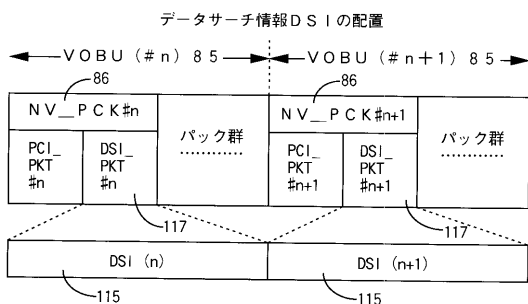 データサーチ情報DSIの配置
VOBU(#n)85
VOBU(#n+1)85
86
86
NV__PCK#n
パック群
............
NV__PCK#n+1
パック群
............
PCI_
PKT
#n
DSI_
PKT
#n
PCI_
PKT
#n+1
DSI_
PKT
#n+1
117
117
DSI (n)
DSI (n+1)
115
115